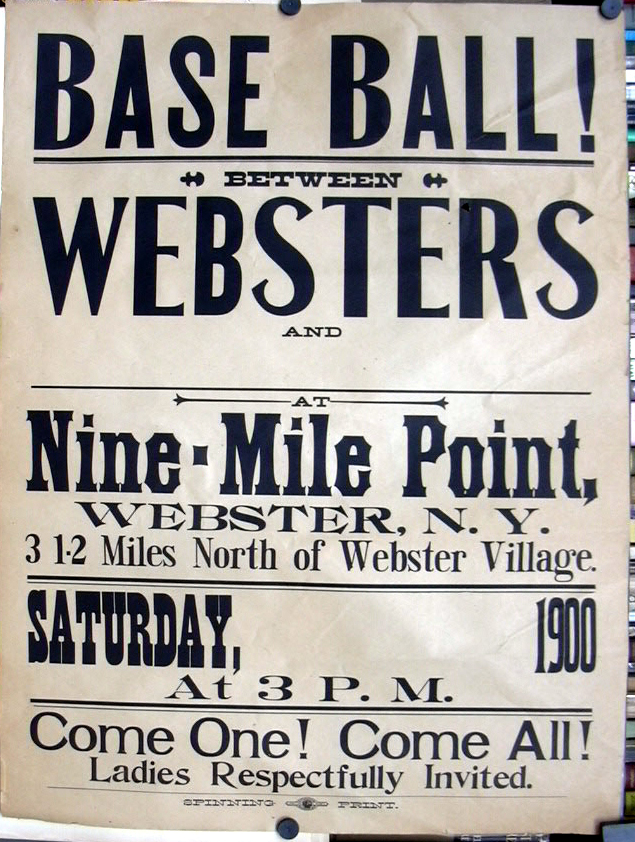 BASE BALL!
BETWEEN
WEBSTERS
AND
AT
Nine-Mile Point,
WEBSTER, N. Y.
3 1-2 Miles North of Webster Village.
SATURDAY, 1900
At 3 P. M.
Come One! Come All!
Ladies Respectfully Invited.
SPINNING PRINT.